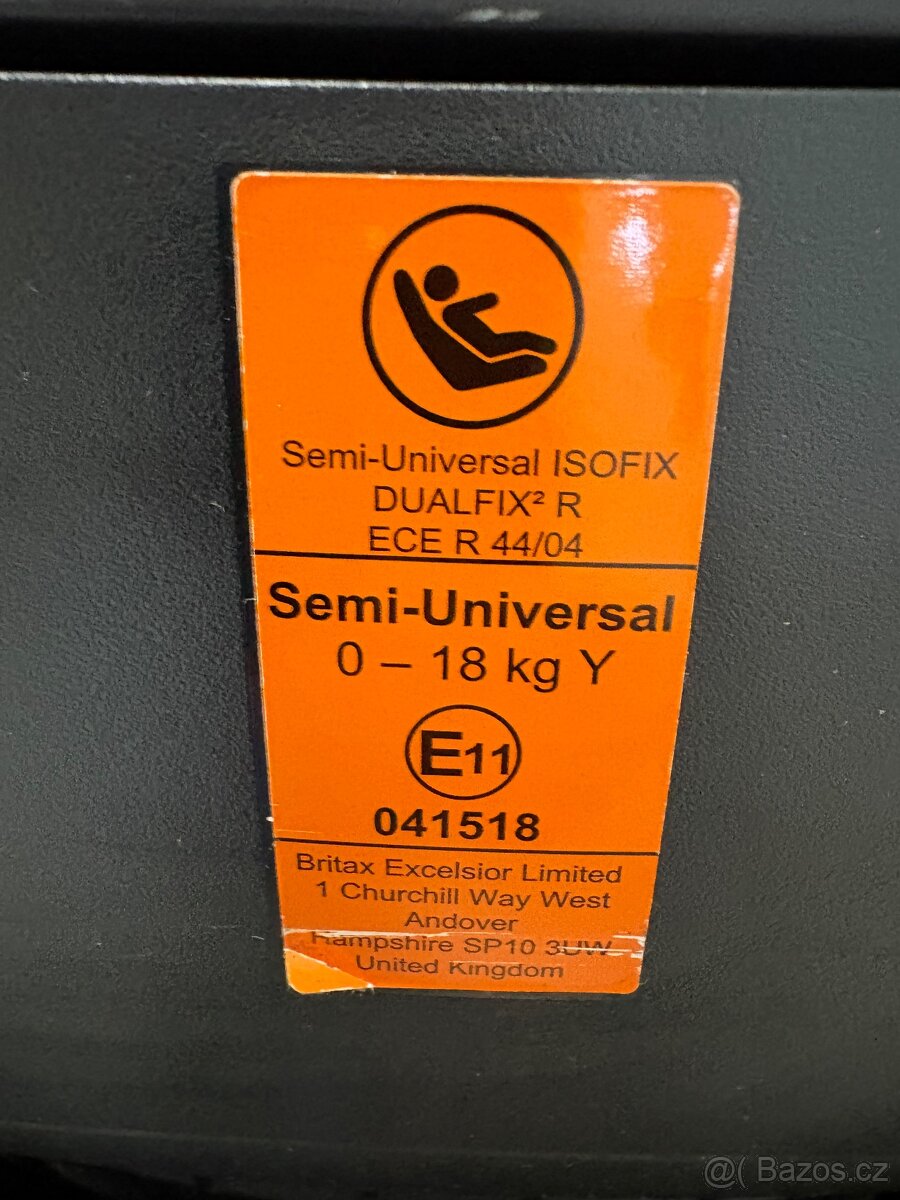 Semi-Universal ISOFIX
DUALFIX² R
ECE R 44/04
Semi-Universal
0 – 18 kg Y
E11
041518
Britax Excelsior Limited
1 Churchill Way West
Andover
Hampshire SP10 3UW
United Kingdom
@( Bazos.cz